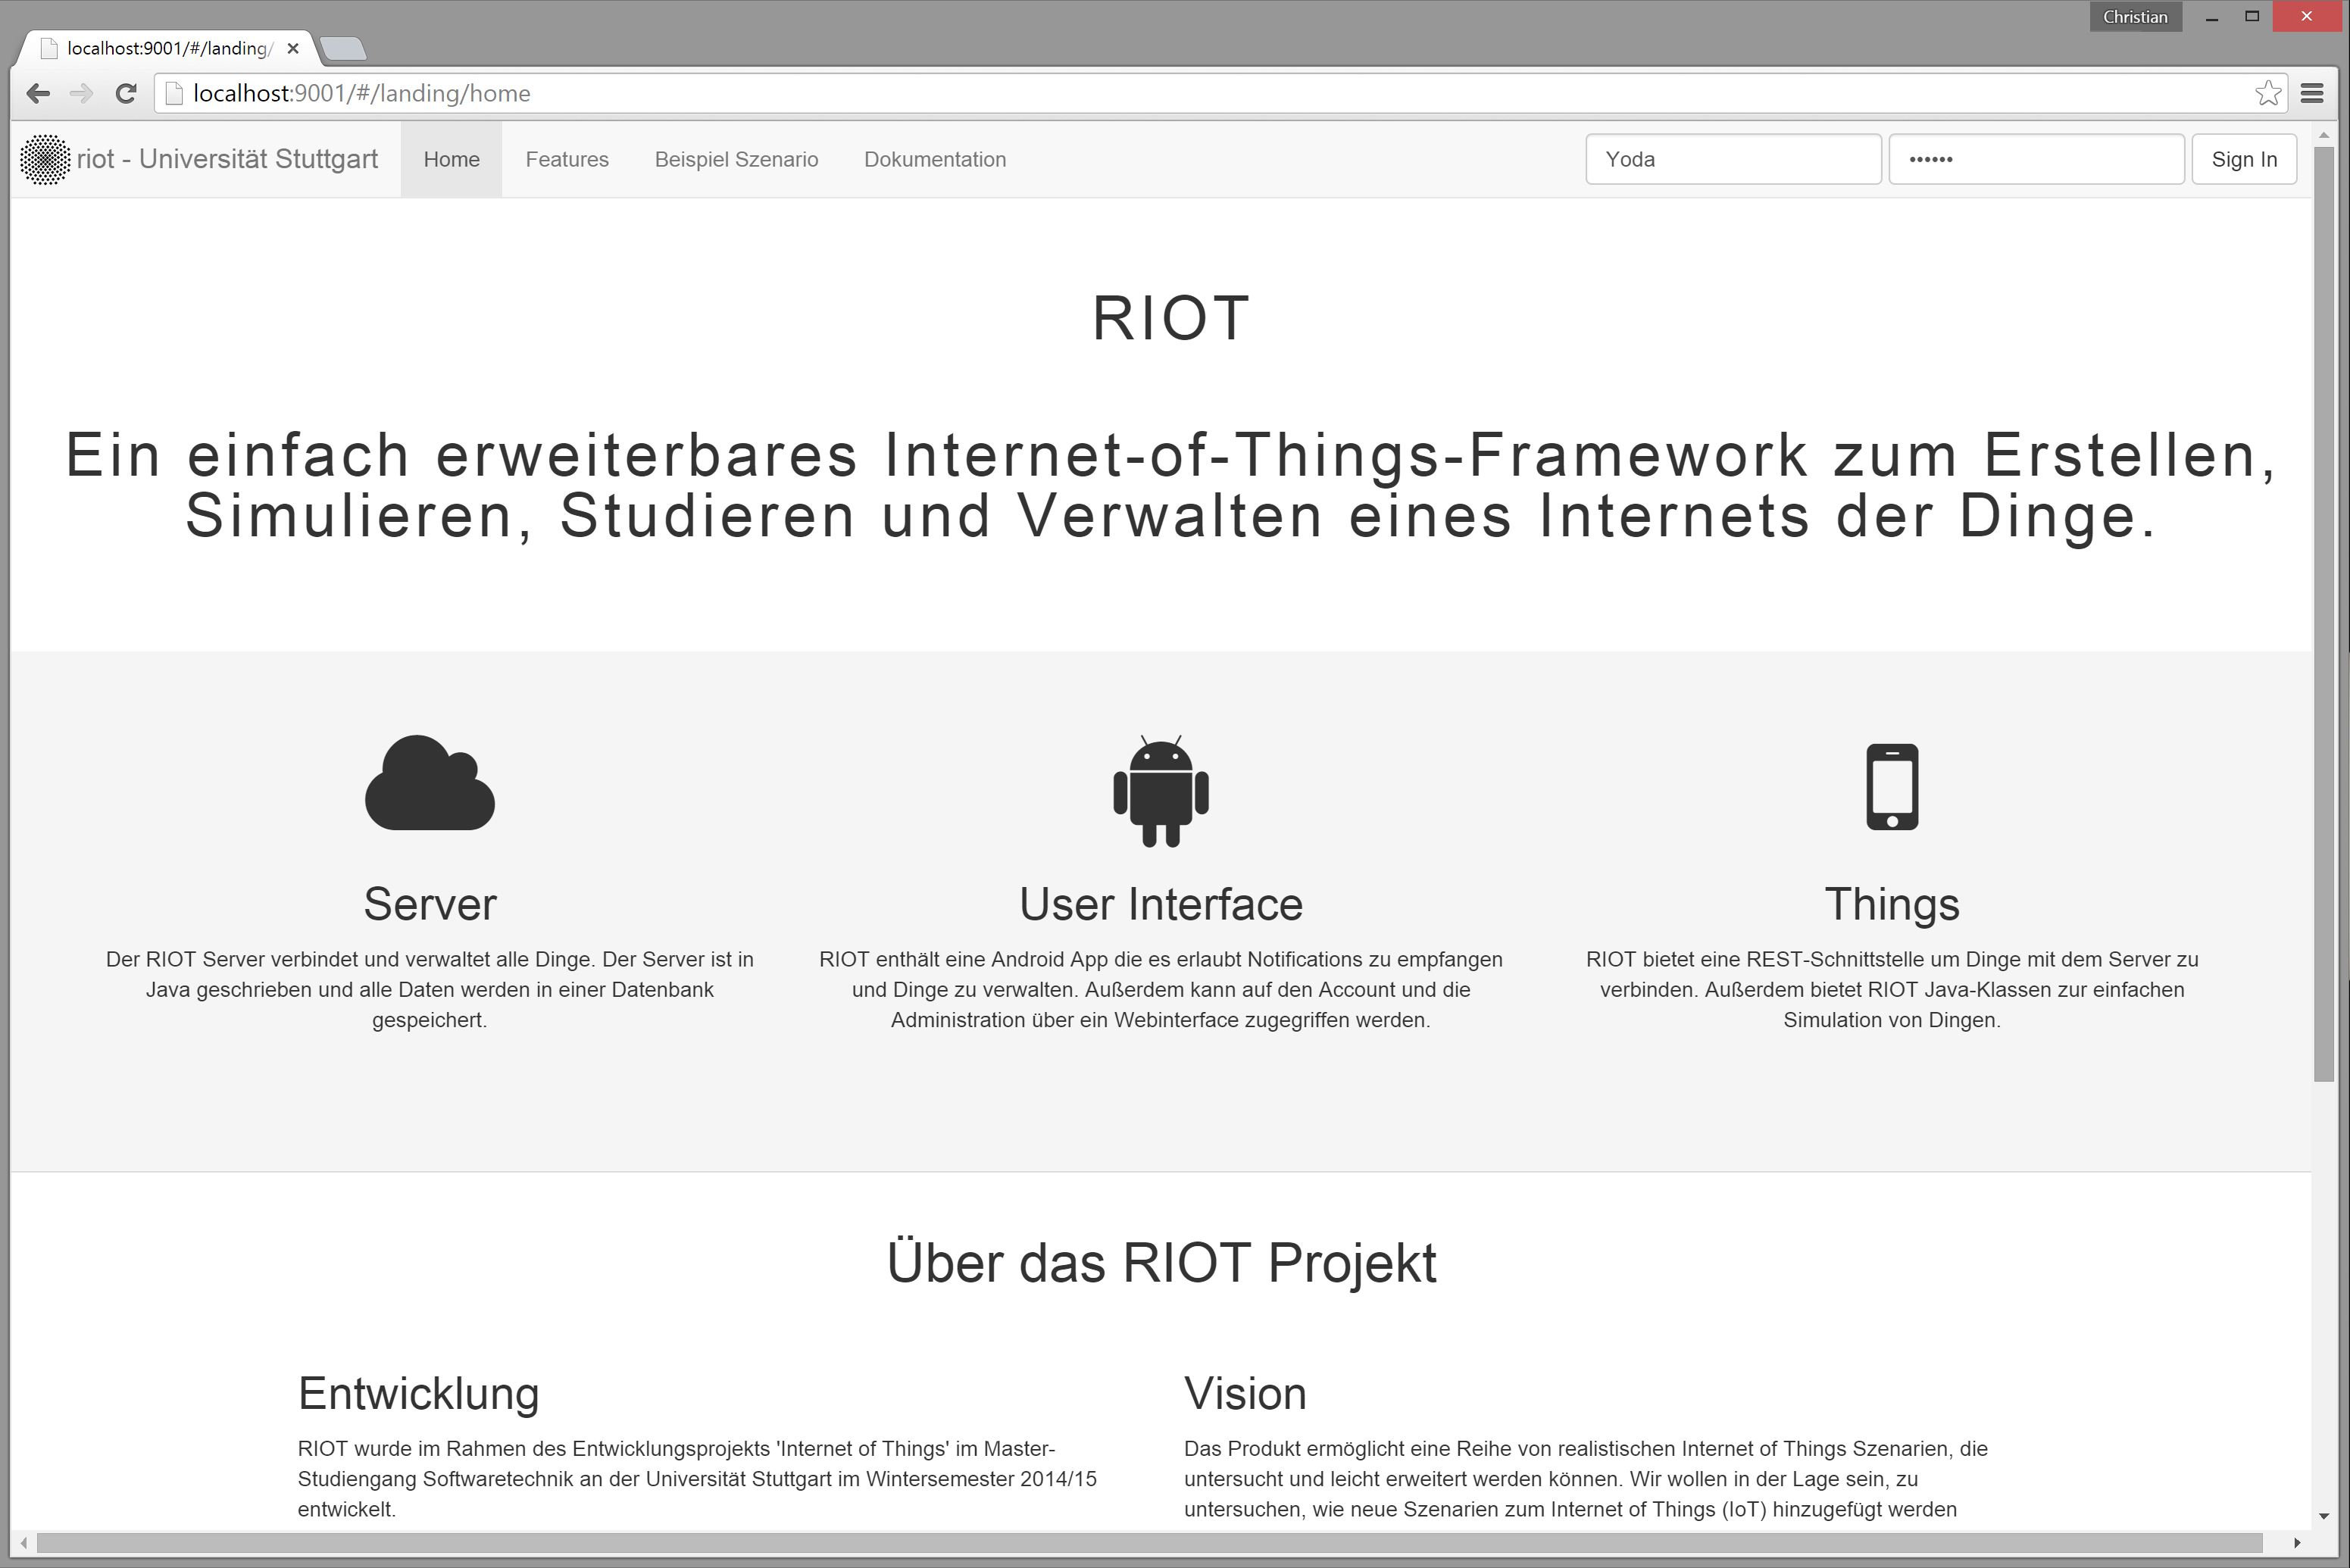 Christian
localhost:9001/#/landing/
localhost:9001/#/landing/home
riot - Universität Stuttgart Home Features Beispiel Szenario Dokumentation Yoda •••••• Sign In
RIOT
Ein einfach erweiterbares Internet-of-Things-Framework zum Erstellen,
Simulieren, Studieren und Verwalten eines Internets der Dinge.
Server
Der RIOT Server verbindet und verwaltet alle Dinge. Der Server ist in
Java geschrieben und alle Daten werden in einer Datenbank
gespeichert.
User Interface
RIOT enthält eine Android App die es erlaubt Notifications zu empfangen
und Dinge zu verwalten. Außerdem kann auf den Account und die
Administration über ein Webinterface zugegriffen werden.
Things
RIOT bietet eine REST-Schnittstelle um Dinge mit dem Server zu
verbinden. Außerdem bietet RIOT Java-Klassen zur einfachen
Simulation von Dingen.
Über das RIOT Projekt
Entwicklung
RIOT wurde im Rahmen des Entwicklungsprojekts 'Internet of Things' im Master-
Studiengang Softwaretechnik an der Universität Stuttgart im Wintersemester 2014/15
entwickelt.
Vision
Das Produkt ermöglicht eine Reihe von realistischen Internet of Things Szenarien, die
untersucht und leicht erweitert werden können. Wir wollen in der Lage sein, zu
untersuchen, wie neue Szenarien zum Internet of Things (IoT) hinzugefügt werden